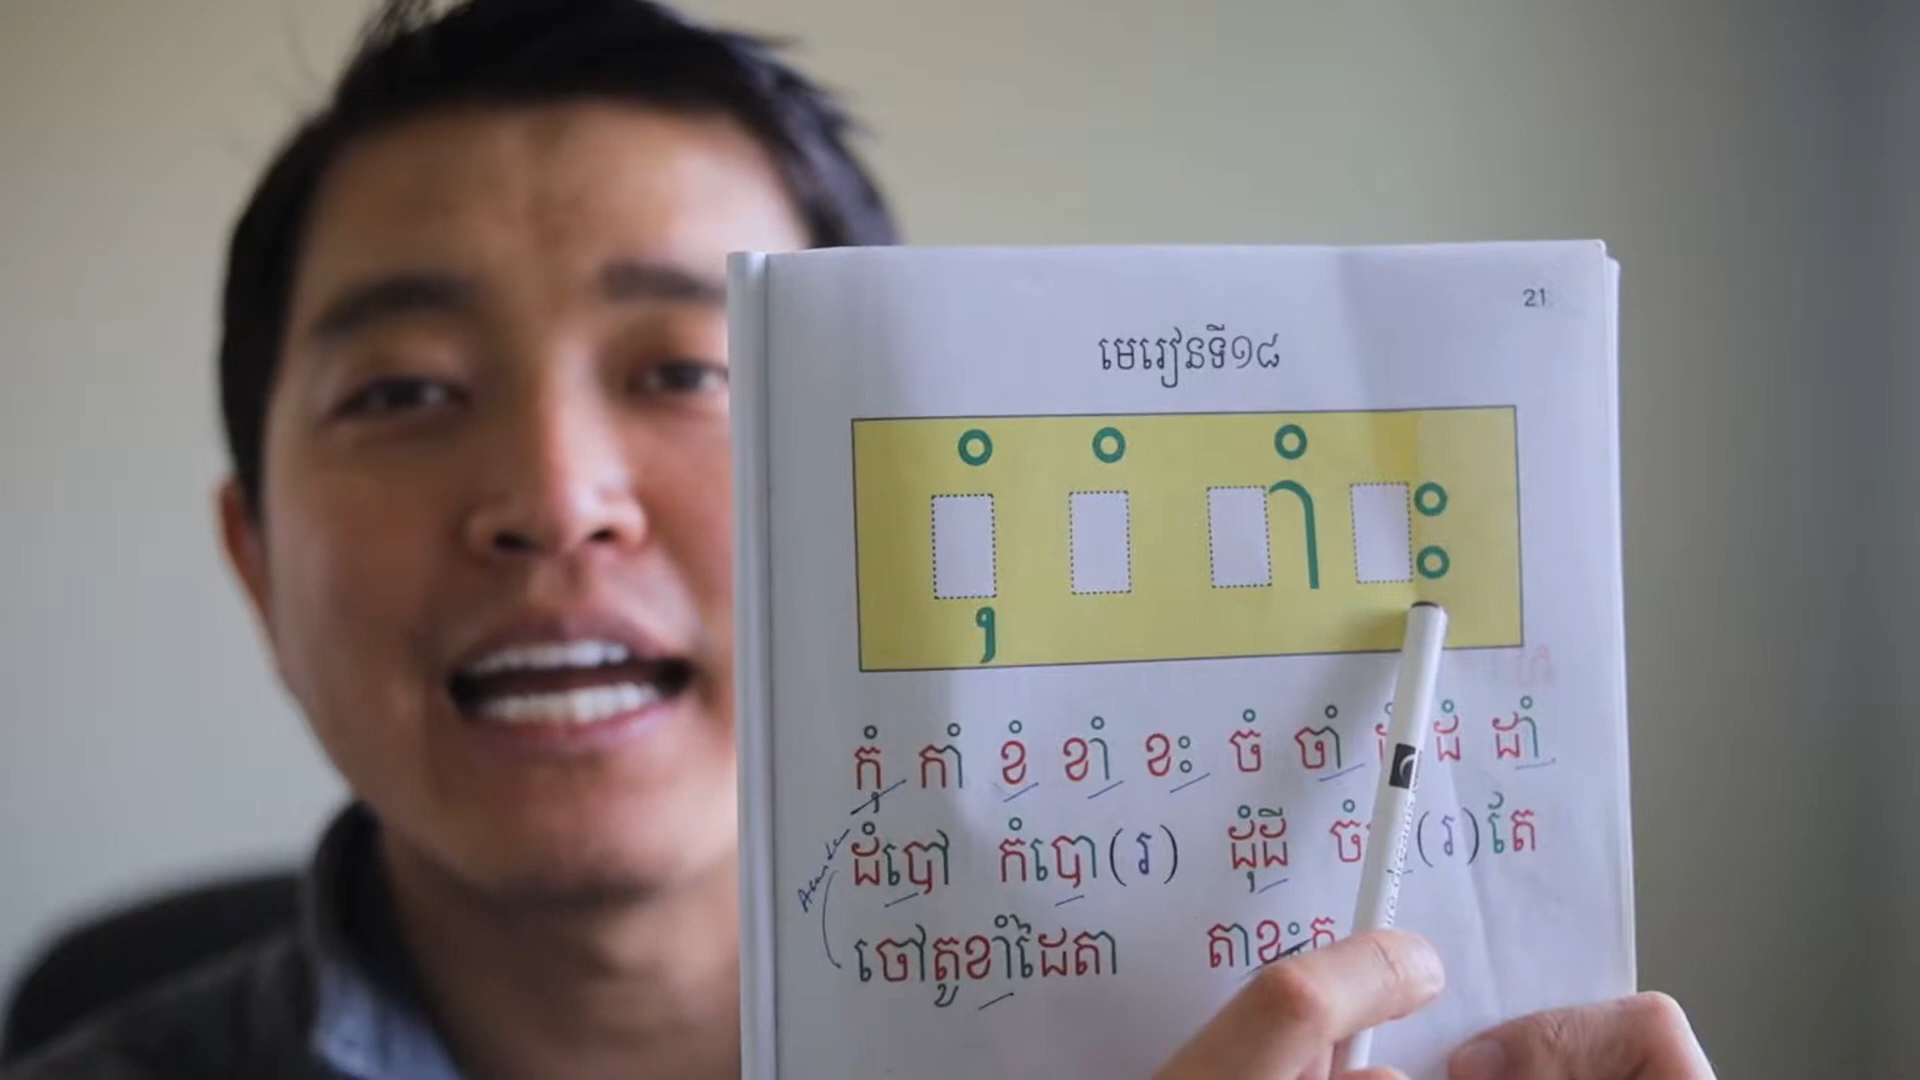 21
មេរៀនទី១៨
ុំ ំ ាំ ះ
កុំ កាំ ខំ ខាំ ខះ ចំ ចាំ ដំ ដាំ
ដំបៅ កំបោ(រ) ដុំដី ចំ (រ)តែ
ចៅតូខាំដៃតា តាខះ